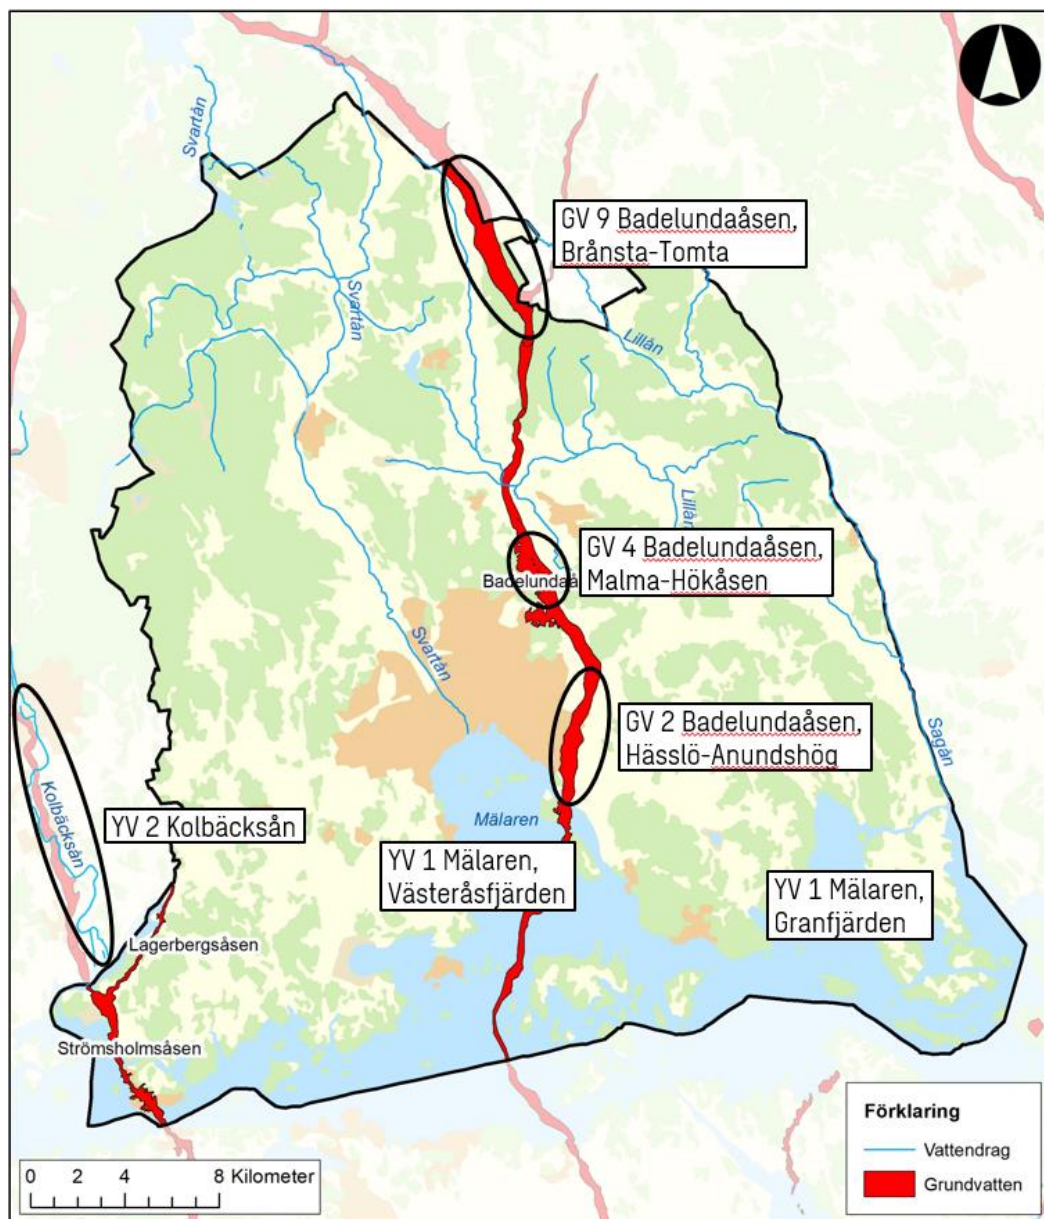 Svartån
GV 9 Badelundaåsen,
Brånsta-Tomta
Svartån
Lillån
Lillån
GV 4 Badelundaåsen,
Malma-Hökåsen
Badelundaå
Svartån
GV 2 Badelundaåsen,
Hässlö-Anundshög
Sagån
Kolbäcksån
YV 2 Kolbäcksån
Mälaren
YV 1 Mälaren,
Västeråsfjärden
YV 1 Mälaren,
Granfjärden
Lagerbergsåsen
Strömsholmsåsen
Förklaring
Vattendrag
Grundvatten
0 2 4 8 Kilometer